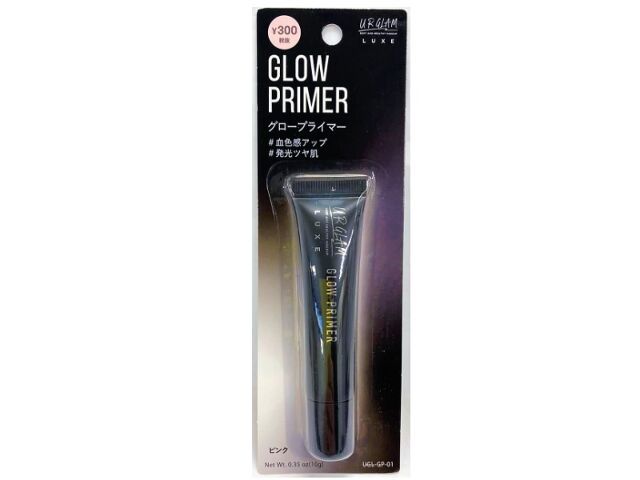 ¥300
税抜
URGLAM
LUXE
GLOW
PRIMER
グロープライマー
#血色感アップ
#発光ツヤ肌
URGLAM
LUXE
GLOW PRIMER
ピンク
Net Wt. 0.35 oz(10g)
UGL-GP-01